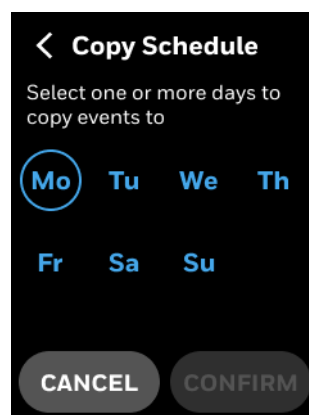 Copy Schedule
Select one or more days to
copy events to
Mo Tu We Th
Fr Sa Su
CANCEL CONFIRM